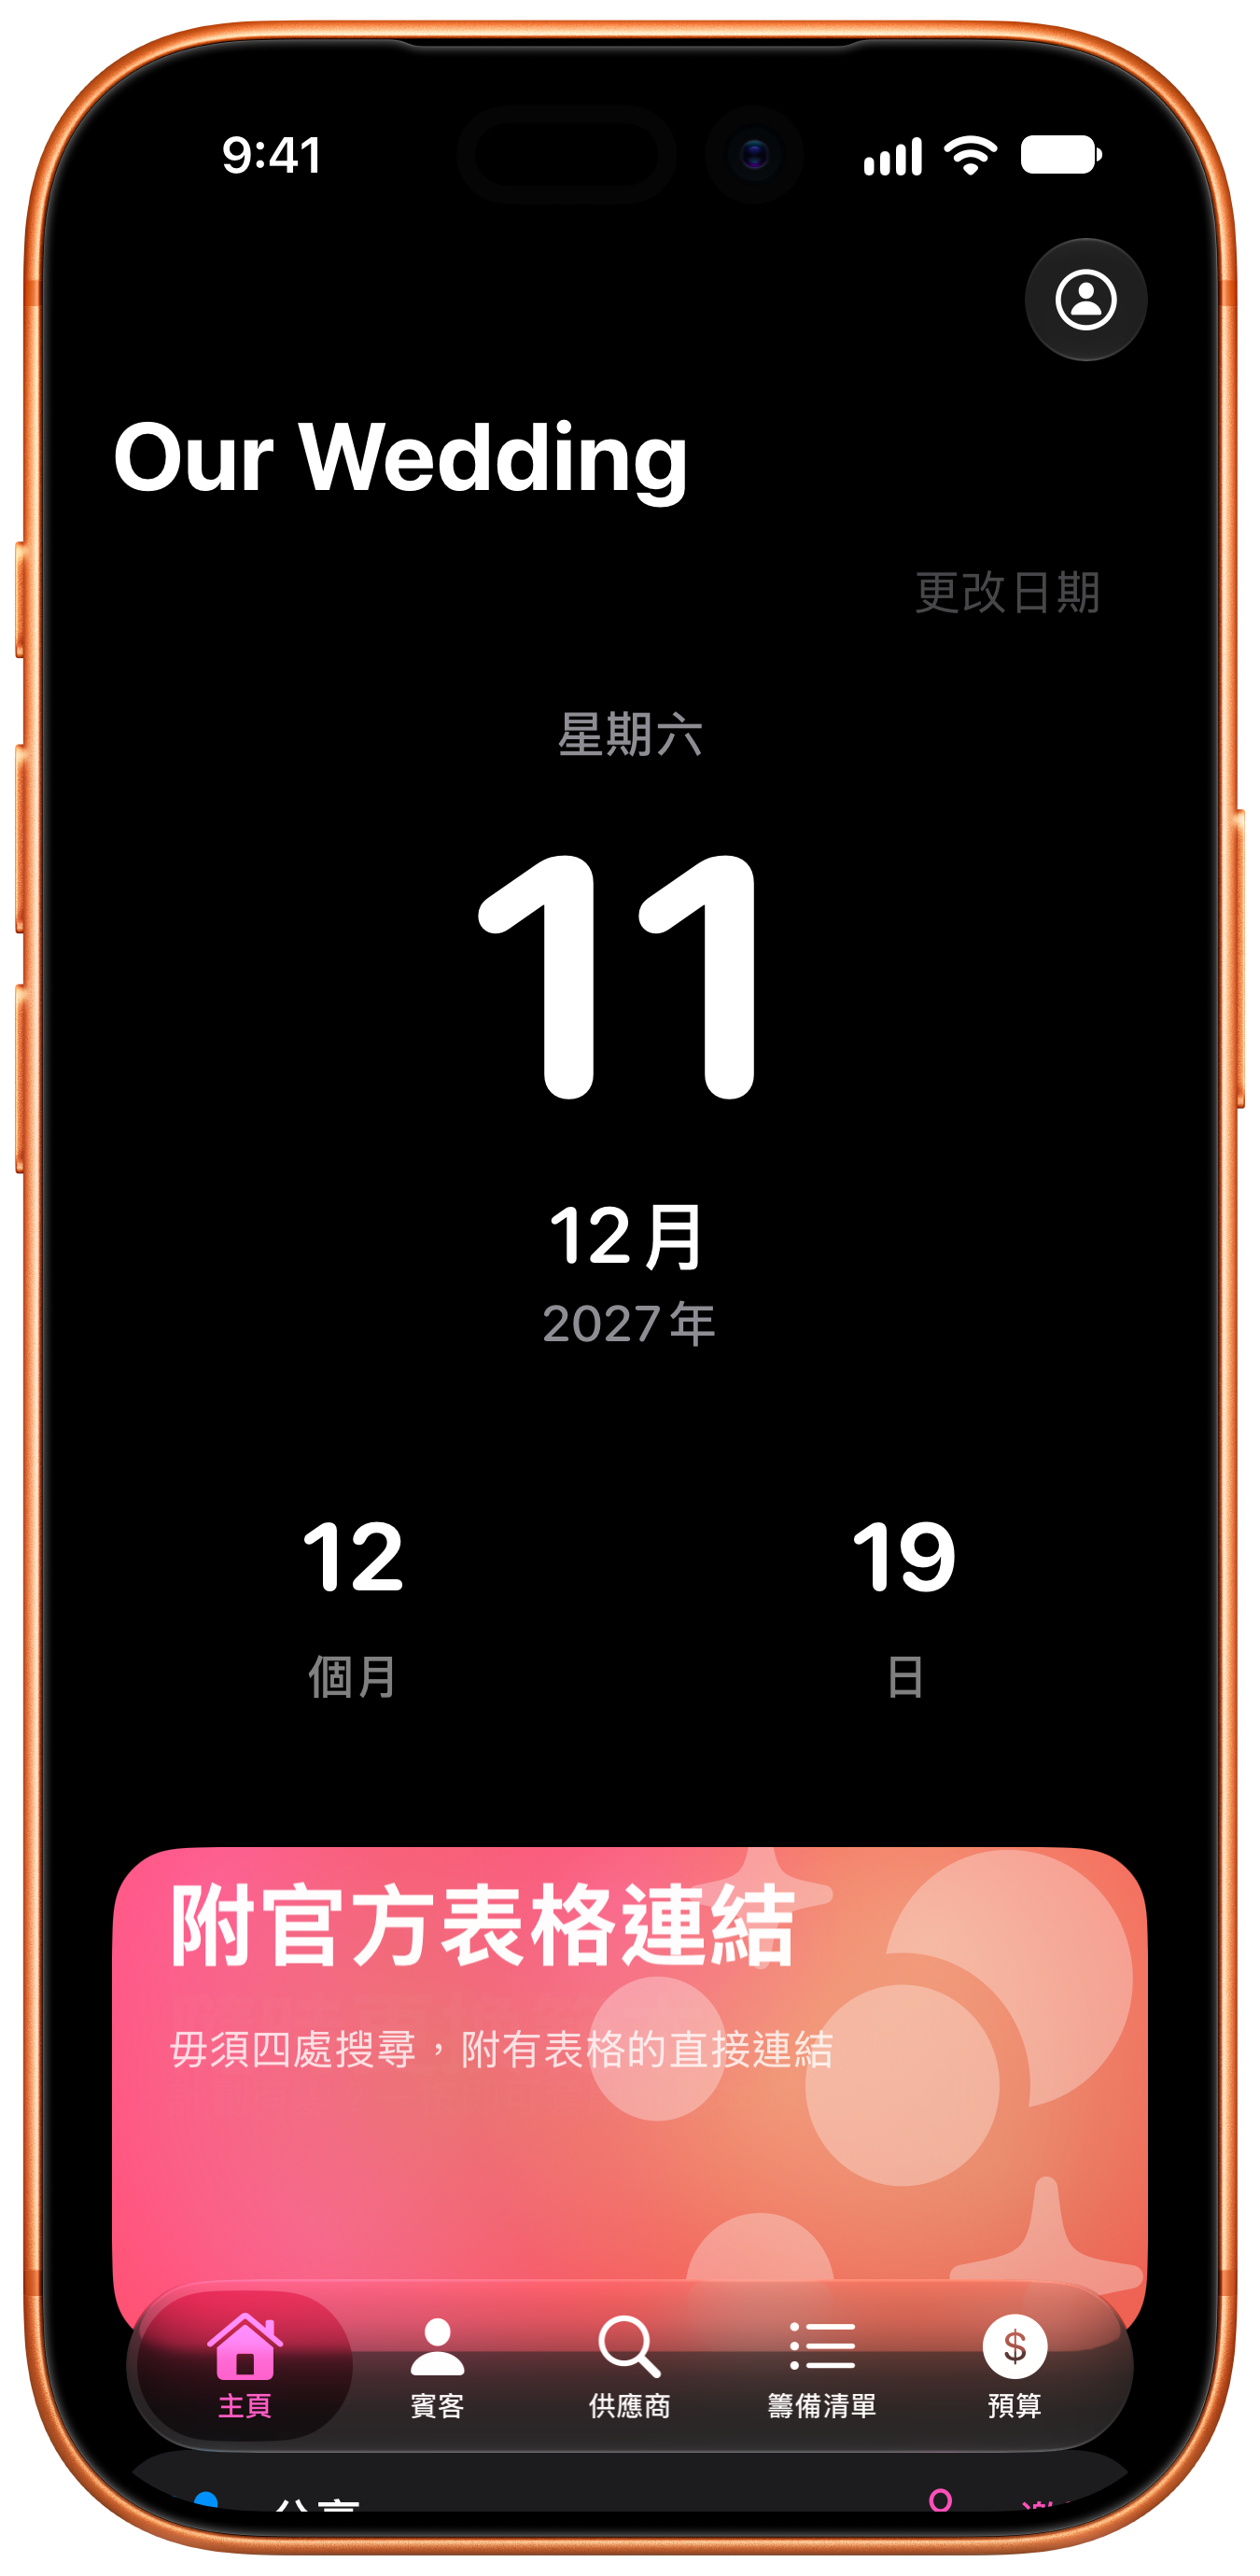 9:41
Our Wedding
更改日期
星期六
11
12月
2027年
12
19
個月
日
附官方表格連結
毋須四處搜尋，附有表格的直接連結
主頁
賓客
供應商
籌備清單
$
預算